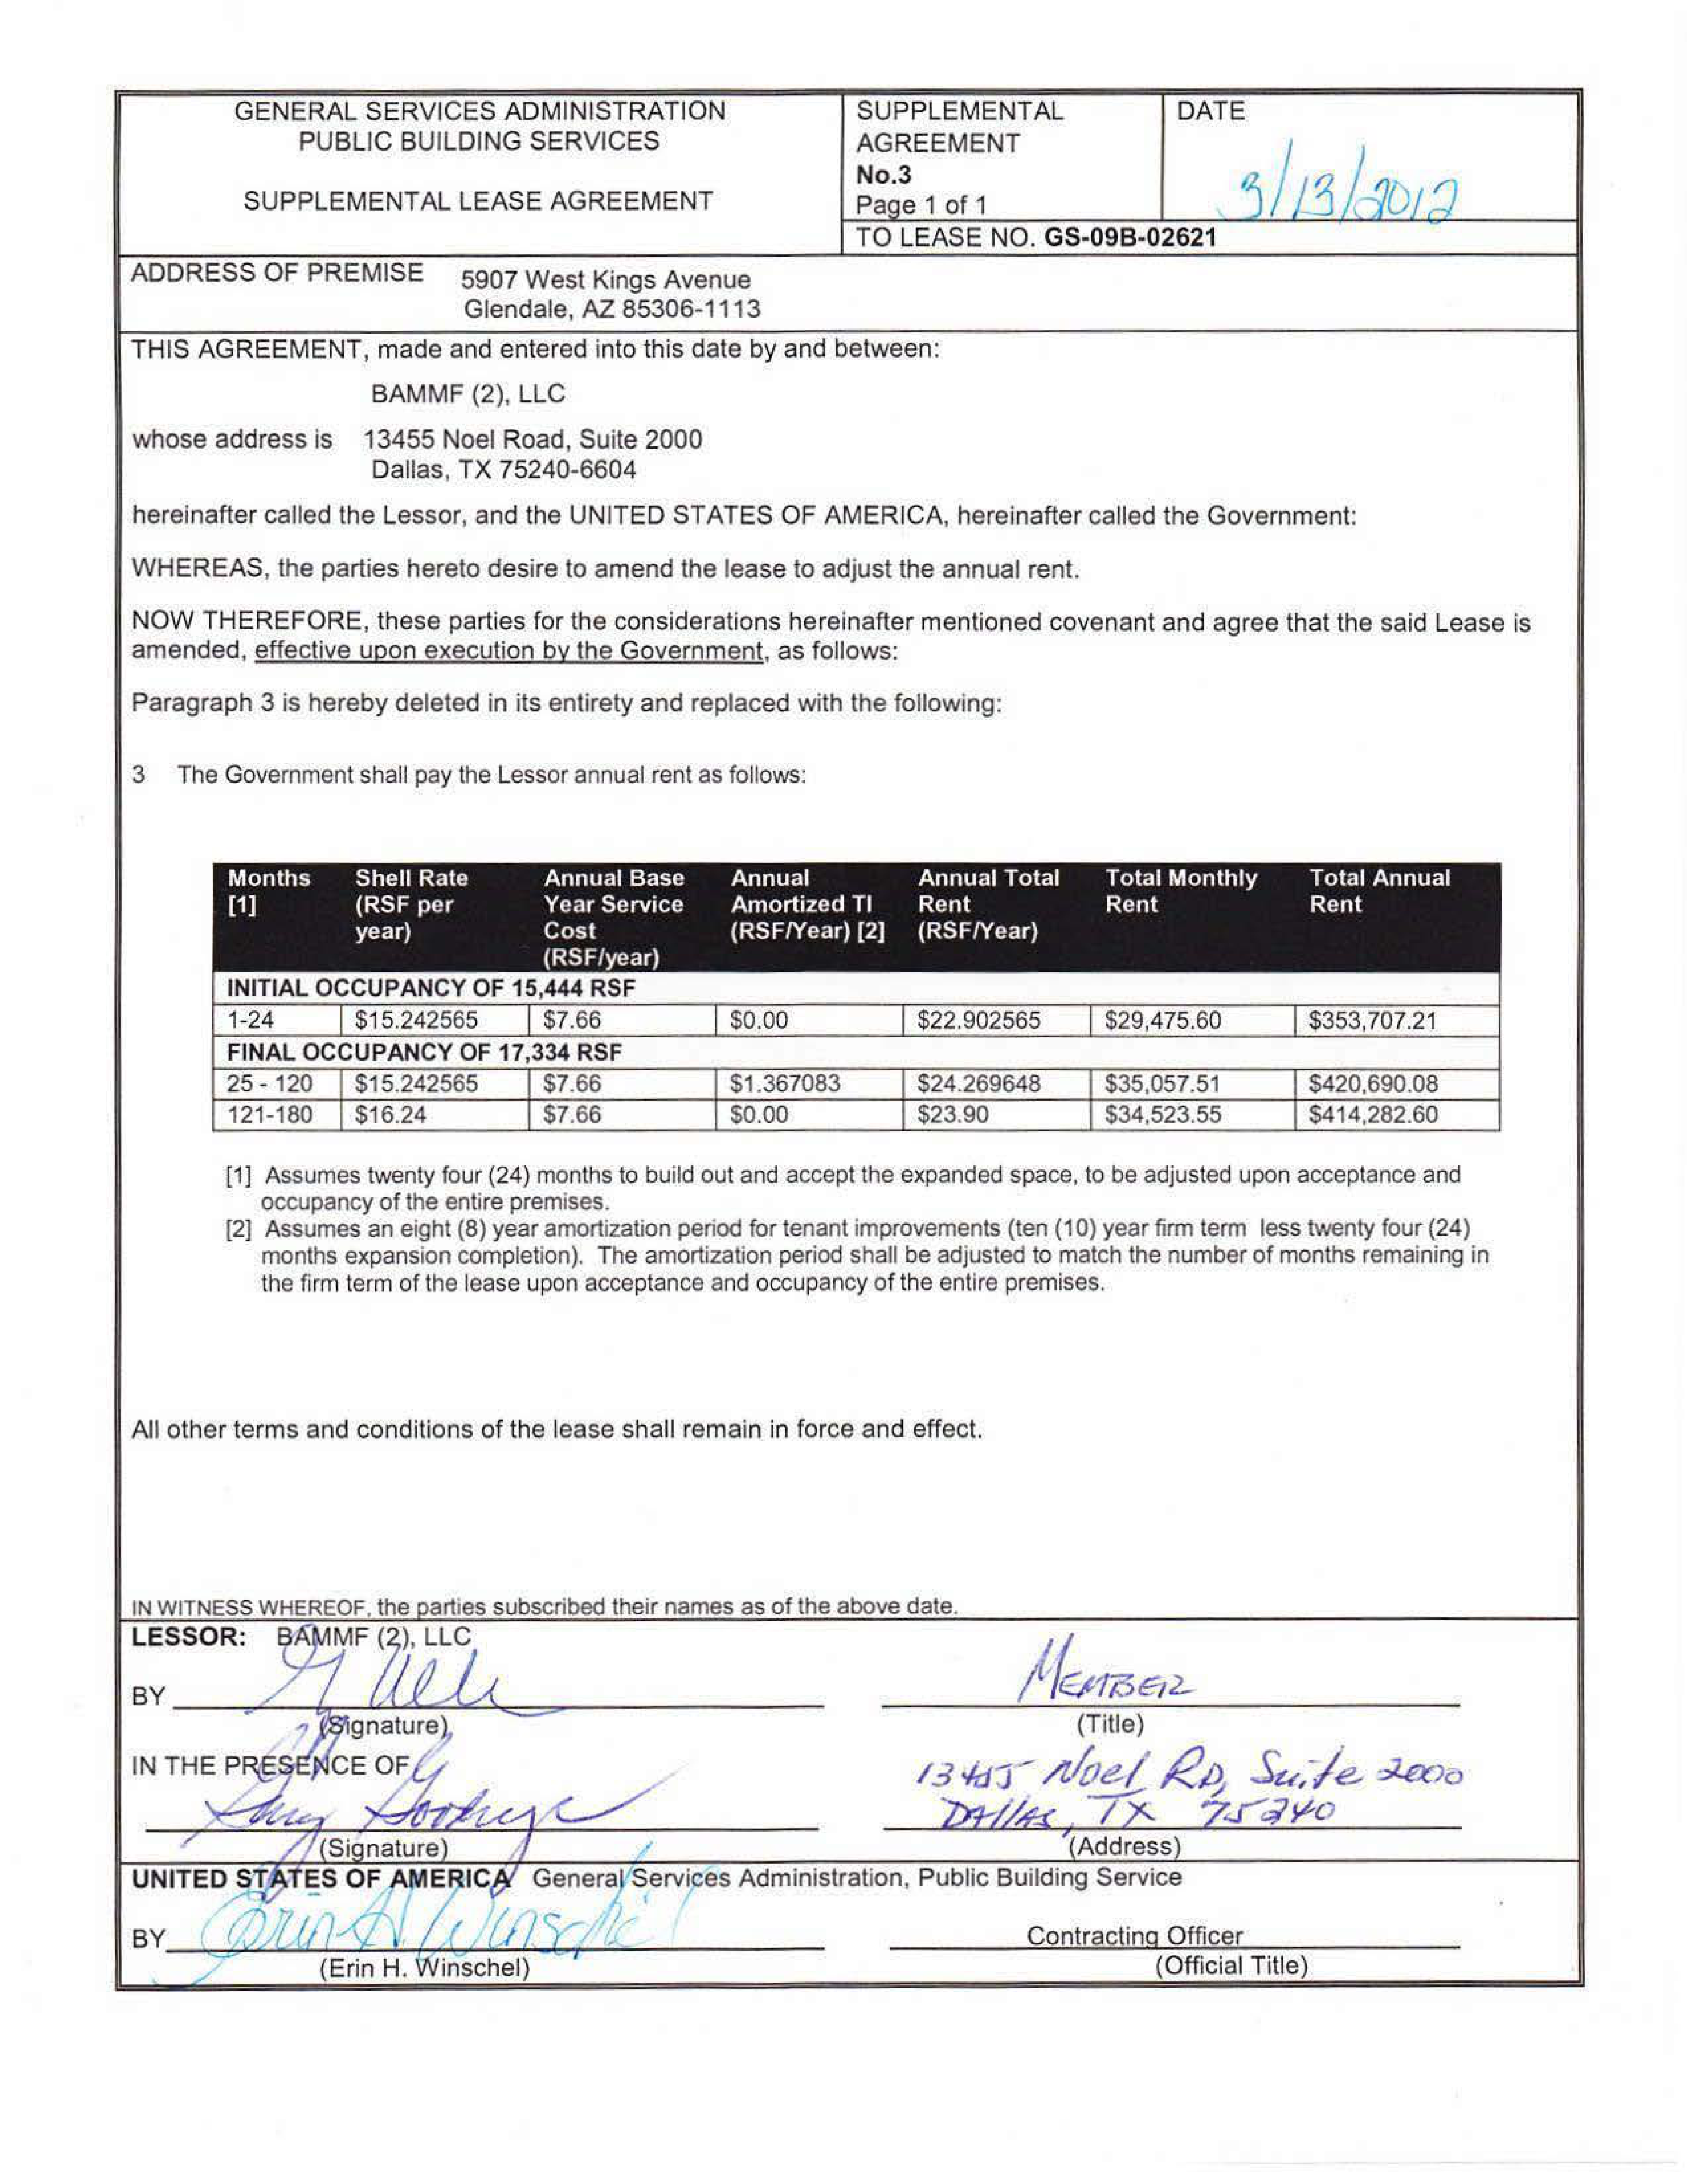 GENERAL SERVICES ADMINISTRATION
PUBLIC BUILDING SERVICES
SUPPLEMENTAL LEASE AGREEMENT
SUPPLEMENTAL
AGREEMENT
No.3
Page 1 of 1
DATE
3/13/2012
TO LEASE NO. GS-09B-02621
ADDRESS OF PREMISE 5907 West Kings Avenue
Glendale, AZ 85306-1113
THIS AGREEMENT, made and entered into this date by and between:
BAMMF (2), LLC
whose address is 13455 Noel Road, Suite 2000
Dallas, TX 75240-6604
hereinafter called the Lessor, and the UNITED STATES OF AMERICA, hereinafter called the Government:
WHEREAS, the parties hereto desire to amend the lease to adjust the annual rent.
NOW THEREFORE, these parties for the considerations hereinafter mentioned covenant and agree that the said Lease is
amended, effective upon execution by the Government, as follows:
Paragraph 3 is hereby deleted in its entirety and replaced with the following:
3 The Government shall pay the Lessor annual rent as follows:
Months Shell Rate Annual Base Annual Annual Total Total Monthly Total Annual
[1] (RSF per Year Service Amortized TI Rent Rent Rent
year) Cost (RSF/Year) [2] (RSF/Year)
(RSF/year)
INITIAL OCCUPANCY OF 15,444 RSF
1-24 $15.242565 $7.66 $0.00 $22.902565 $29,475.60 $353,707.21
FINAL OCCUPANCY OF 17,334 RSF
25 - 120 $15.242565 $7.66 $1.367083 $24.269648 $35,057.51 $420,690.08
121-180 $16.24 $7.66 $0.00 $23.90 $34,523.55 $414,282.60
[1] Assumes twenty four (24) months to build out and accept the expanded space, to be adjusted upon acceptance and
occupancy of the entire premises.
[2] Assumes an eight (8) year amortization period for tenant improvements (ten (10) year firm term less twenty four (24)
months expansion completion). The amortization period shall be adjusted to match the number of months remaining in
the firm term of the lease upon acceptance and occupancy of the entire premises.
All other terms and conditions of the lease shall remain in force and effect.
IN WITNESS WHEREOF, the parties subscribed their names as of the above date.
LESSOR: BAMMF (2), LLC
BY MEMBER
(Signature) (Title)
IN THE PRESENCE OF 13455 Noel RD, Suite 2000
DAllAS, TX 75240
(Signature) (Address)
UNITED STATES OF AMERICA General Services Administration, Public Building Service
BY Erin H. Winschel Contracting Officer
(Erin H. Winschel) (Official Title)